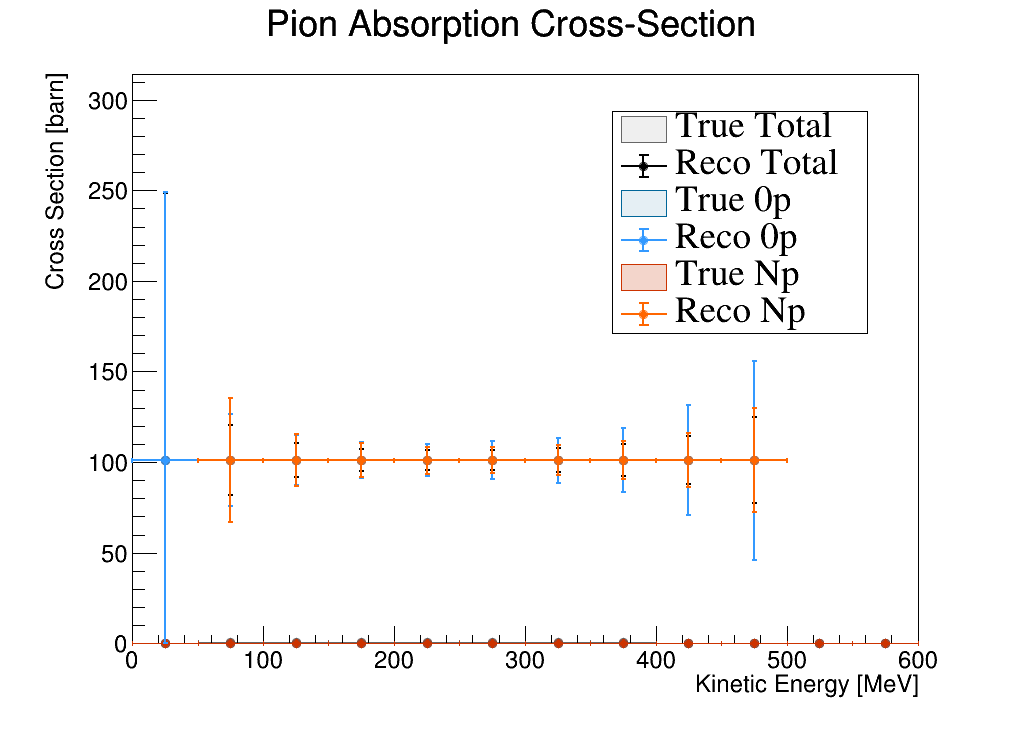 Pion Absorption Cross-Section
Cross Section [barn]
300
250
200
150
100
50
0
True Total
Reco Total
True 0p
Reco 0p
True Np
Reco Np
0 100 200 300 400 500 600
Kinetic Energy [MeV]